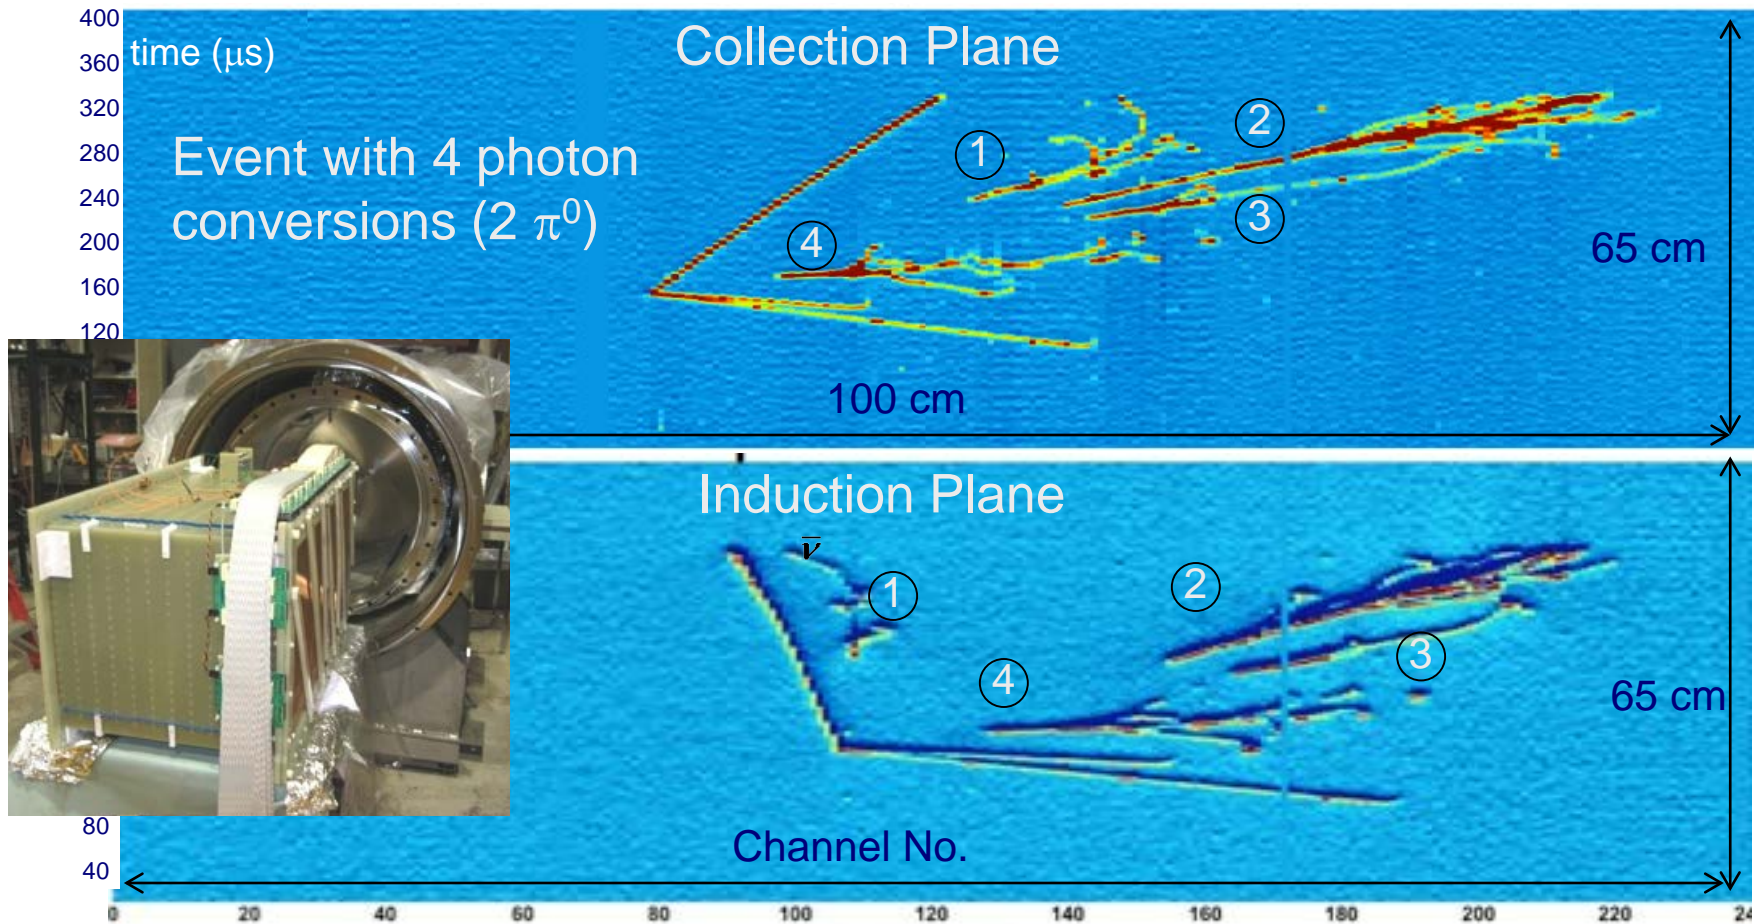 400
time (μs)
Collection Plane
360
320
2
Event with 4 photon
280
1
conversions (2 π⁰)
240
3
200
4
65 cm
160
120
100 cm
Induction Plane
ν̅
1
2
3
4
65 cm
80
Channel No.
40
0 20 40 60 80 100 120 140 160 180 200 220